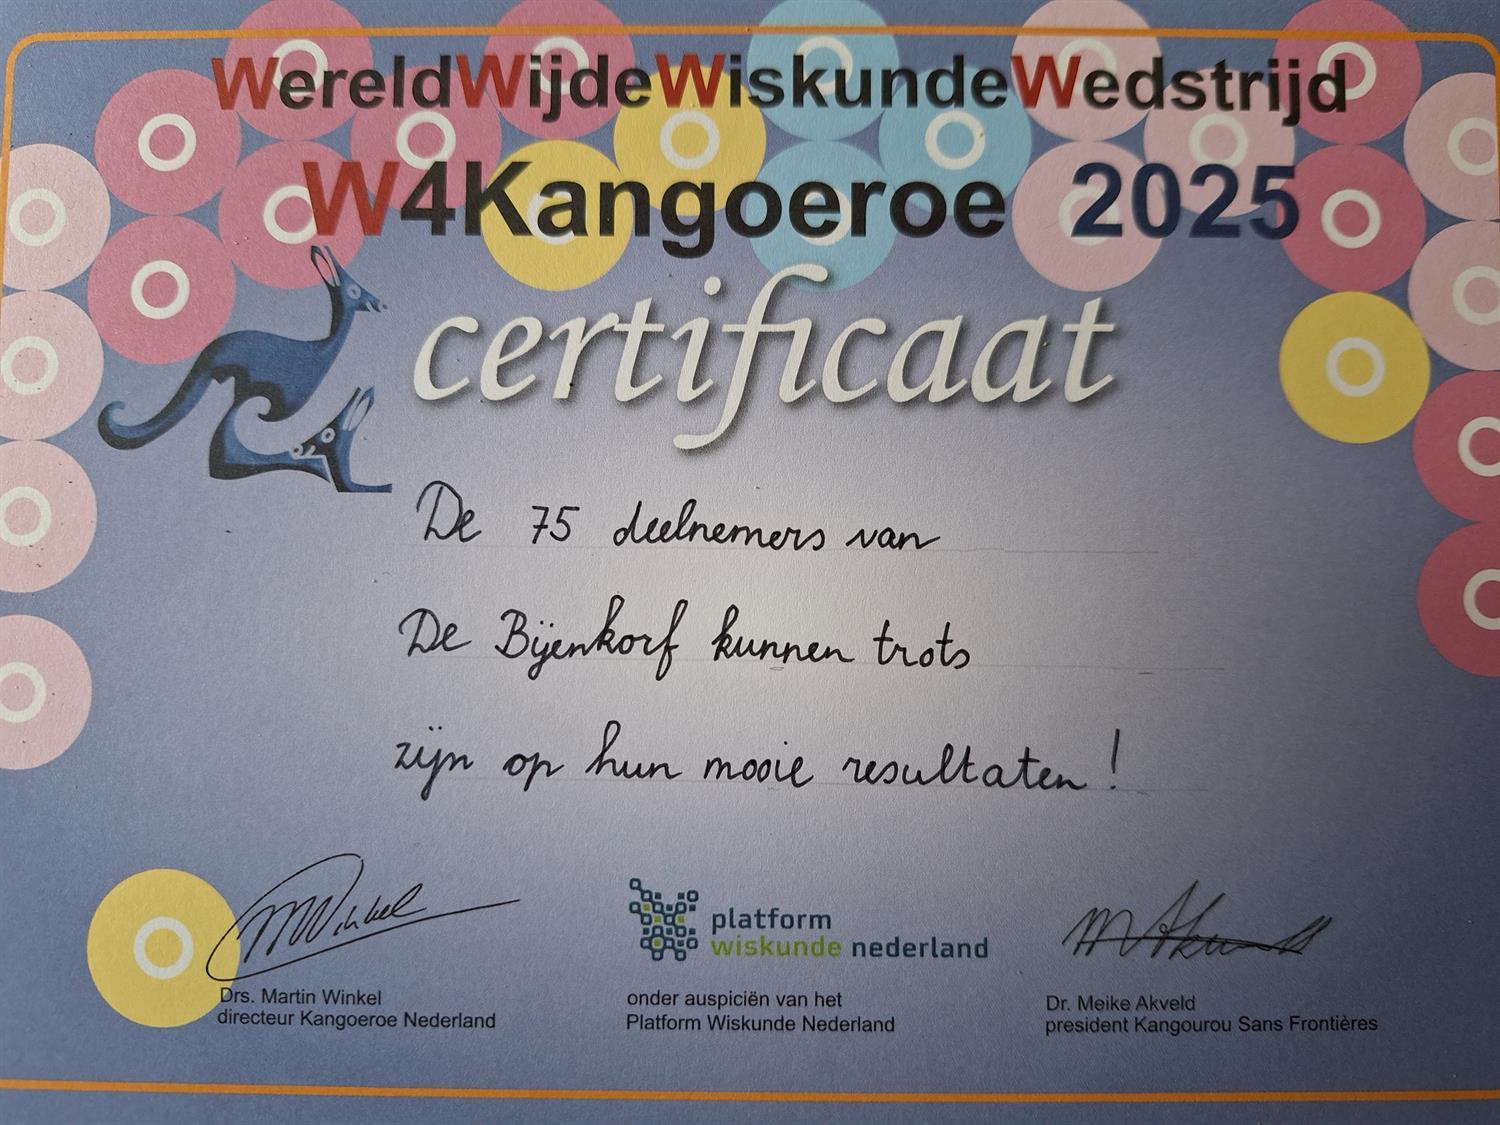 WereldWijdeWiskundeWedstrijd
W4Kangoeroe 2025
certificaat
De 75 deelnemers van
De Bijenkorf kunnen trots
zijn op hun mooie resultaten!
MWinkel
platform
wiskunde nederland
Drs. Martin Winkel
directeur Kangoeroe Nederland
onder auspiciën van het
Platform Wiskunde Nederland
Dr. Meike Akveld
president Kangourou Sans Frontières